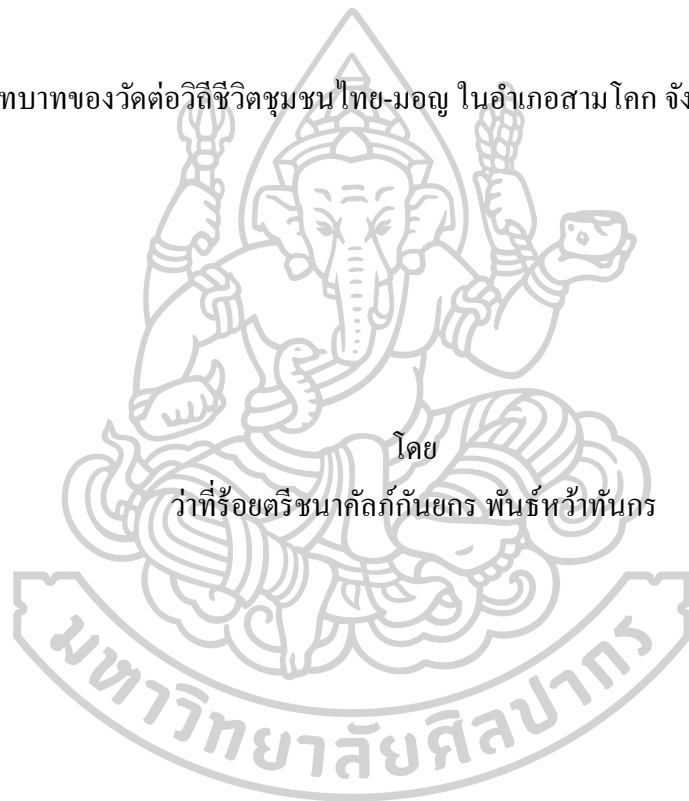 ทบาทของวัดต่อวิถีชีวิตชุมชนไทย-มอญ ในอำเภอสามโคก จัง
โดย
ว่าที่ร้อยตรีชนาคัลภ์กันยกร พันธ์หว้าทันกร
มหาวิทยาลัยศิลปากร